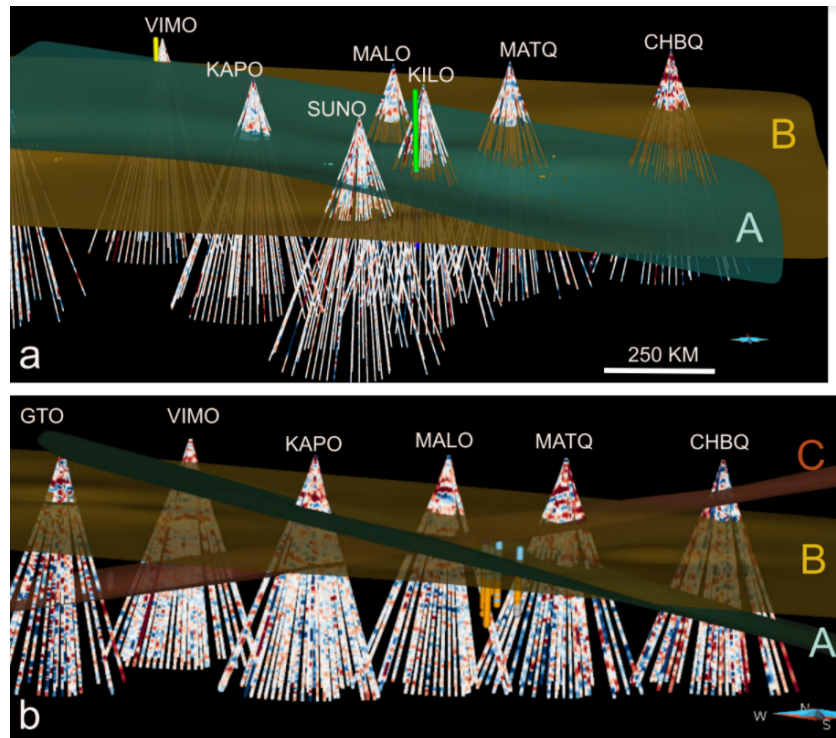 VIMO
KAPO
MALO
KILO
MATQ
CHBQ
SUNO
B
A
a
250 KM
GTO
VIMO
KAPO
MALO
MATQ
CHBQ
C
B
A
b
W
N
S